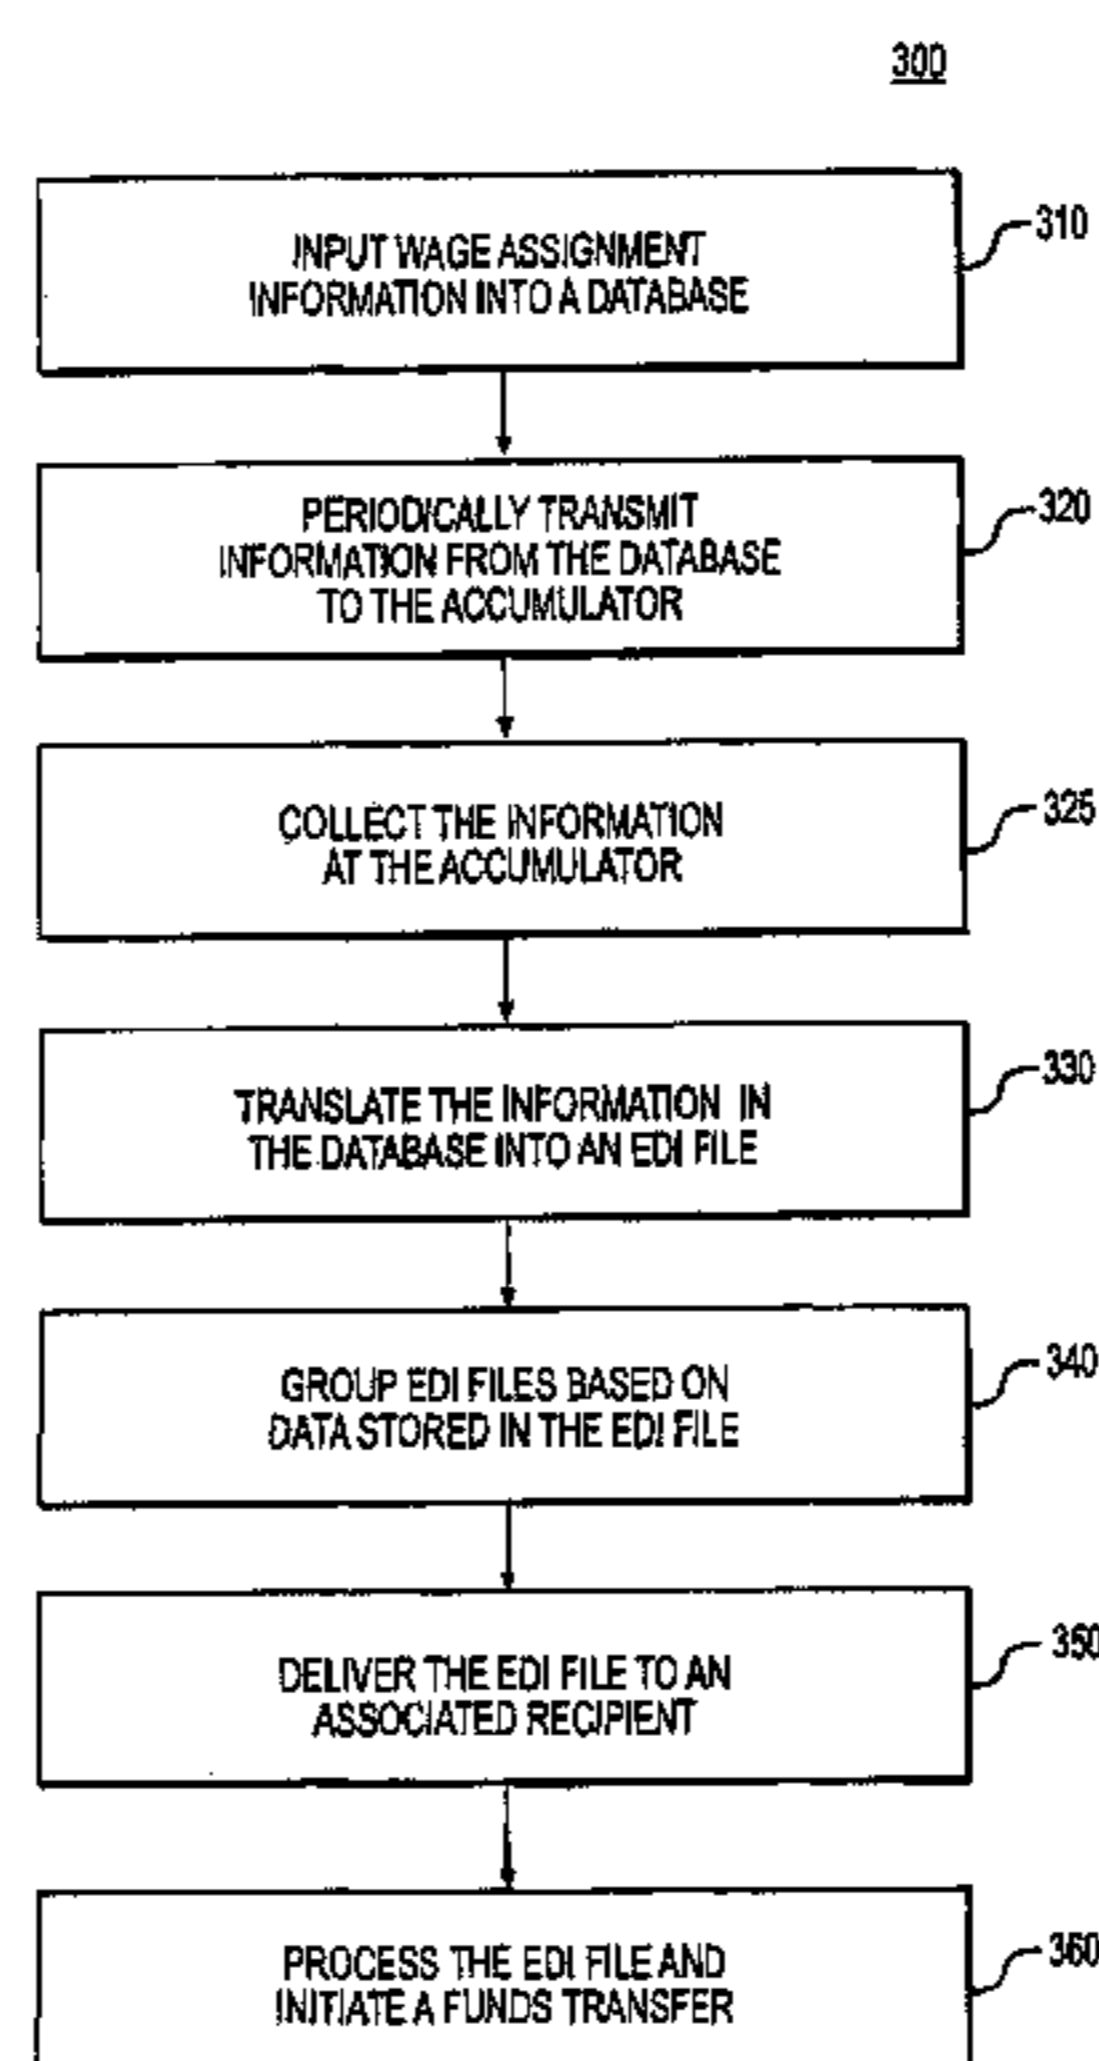 300
INPUT WAGE ASSIGNMENT
INFORMATION INTO A DATABASE
310
PERIODICALLY TRANSMIT
INFORMATION FROM THE DATABASE
TO THE ACCUMULATOR
320
COLLECT THE INFORMATION
AT THE ACCUMULATOR
325
TRANSLATE THE INFORMATION IN
THE DATABASE INTO AN EDI FILE
330
GROUP EDI FILES BASED ON
DATA STORED IN THE EDI FILE
340
DELIVER THE EDI FILE TO AN
ASSOCIATED RECIPIENT
350
PROCESS THE EDI FILE AND
INITIATE A FUNDS TRANSFER
360